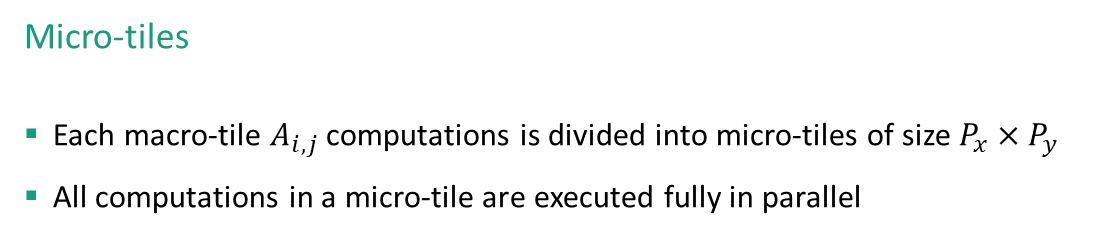 Micro-tiles
▪ Each macro-tile $A_{i,j}$ computations is divided into micro-tiles of size $P_x \times P_y$
▪ All computations in a micro-tile are executed fully in parallel